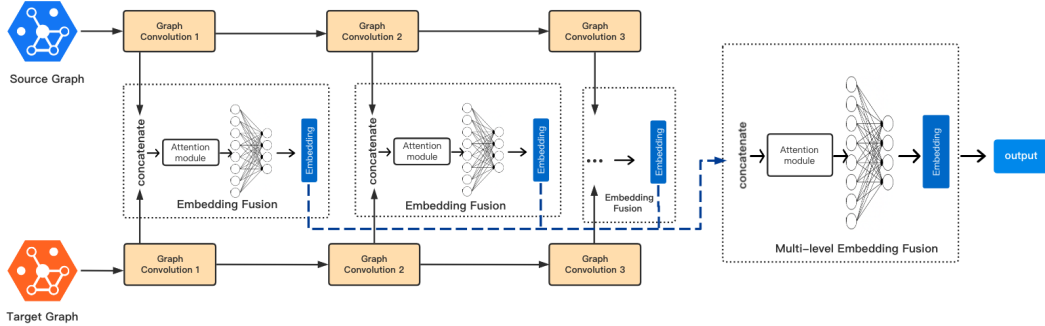 Graph
Convolution 1
Graph
Convolution 2
Graph
Convolution 3
Source Graph
concatenate
Attention
module
Embedding
Embedding Fusion
concatenate
Attention
module
Embedding
Embedding Fusion
...
Embedding
Embedding
Fusion
concatenate
Attention
module
Embedding
output
Multi-level Embedding Fusion
Graph
Convolution 1
Graph
Convolution 2
Graph
Convolution 3
Target Graph